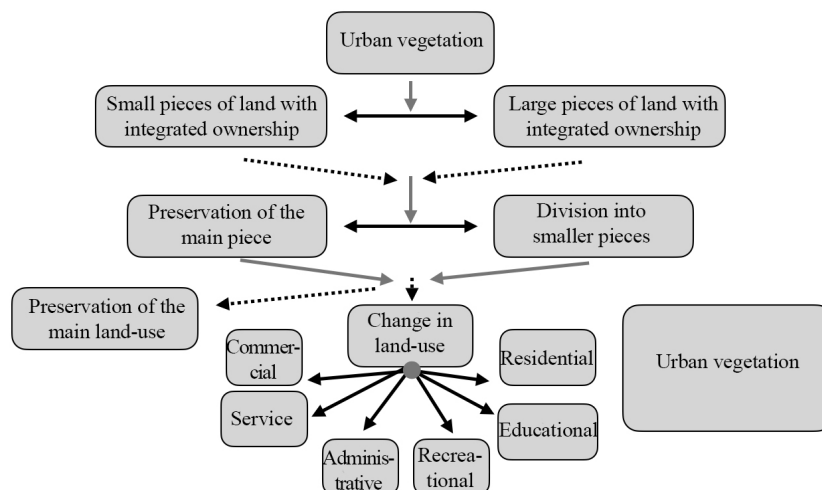 Urban vegetation
Small pieces of land with
integrated ownership
Large pieces of land with
integrated ownership
Preservation of the
main piece
Division into
smaller pieces
Preservation of the
main land-use
Change in
land-use
Commer-
cial
Residential
Urban vegetation
Service
Educational
Adminis-
trative
Recrea-
tional